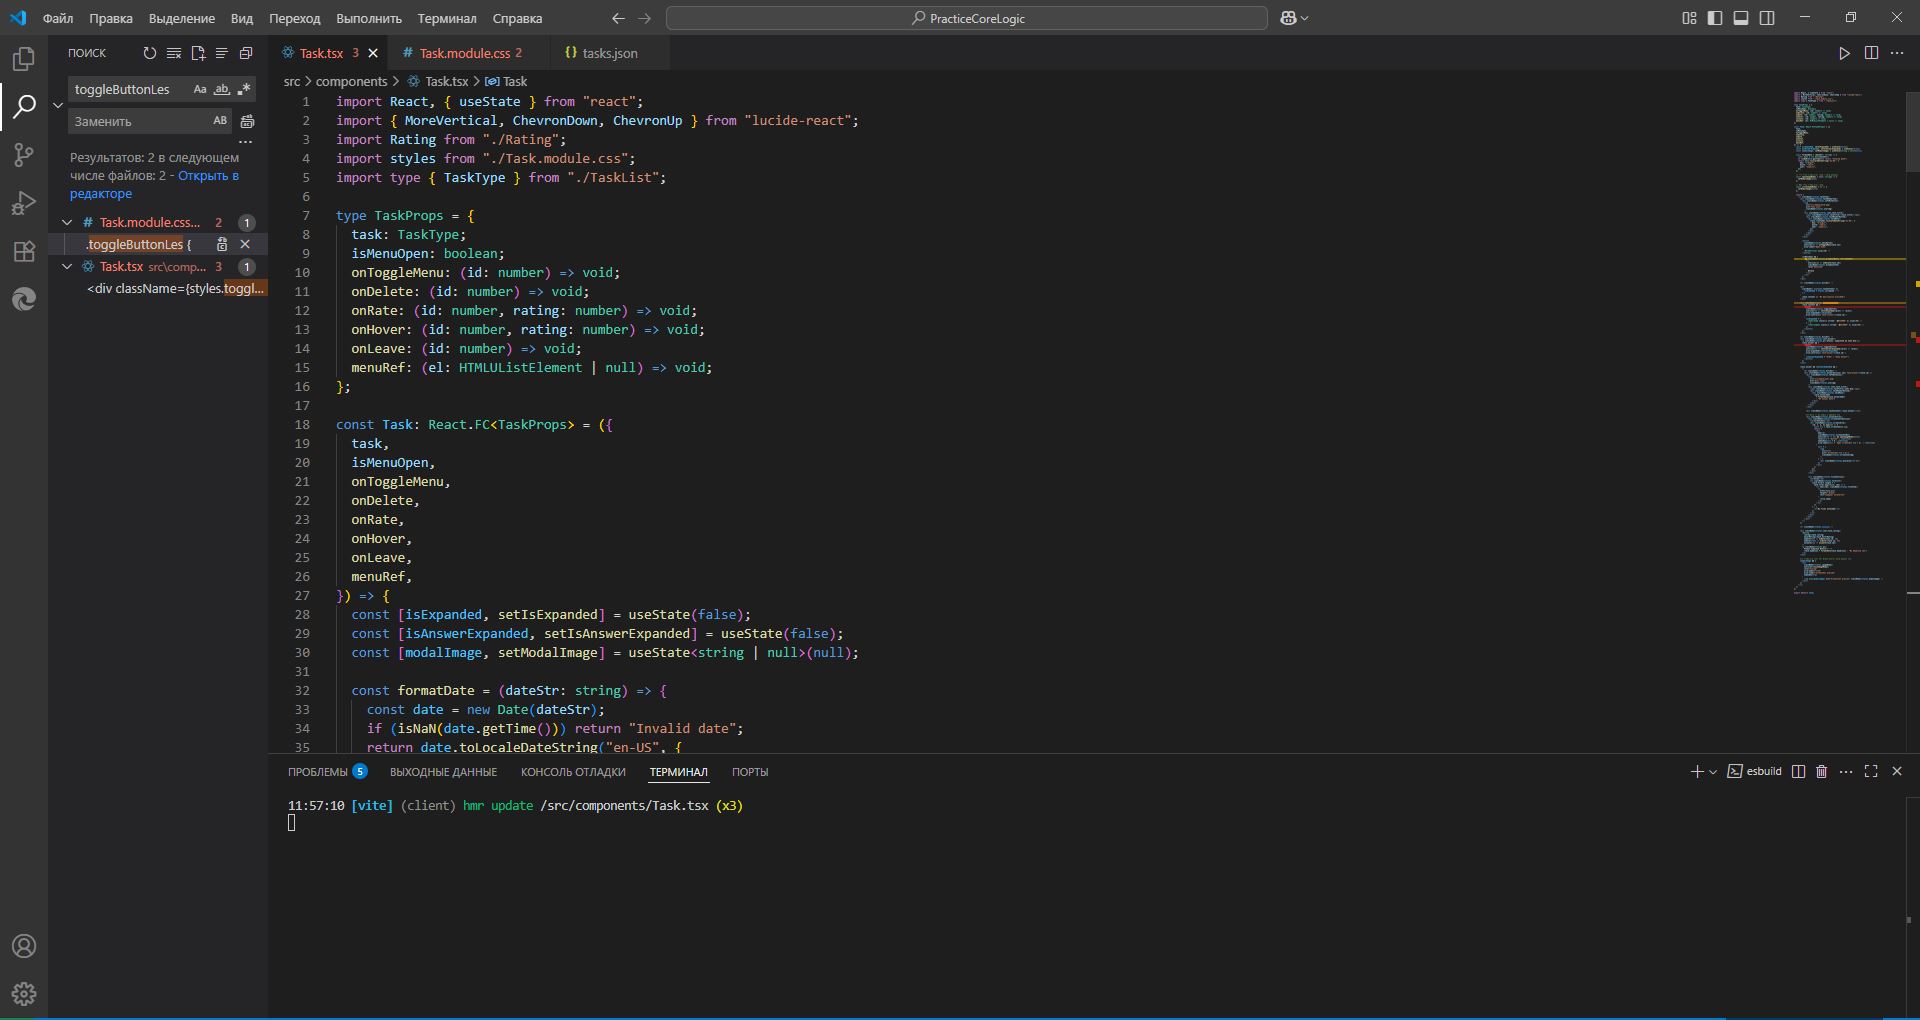 Файл Правка Выделение Вид Переход Выполнить Терминал Справка
PracticeCoreLogic
ПОИСК
toggleButtonLes Aa ab .*
Заменить AB
Результатов: 2 в следующем
числе файлов: 2 - Открыть в
редакторе
# Task.module.css... 2 1
.toggleButtonLes {
Task.tsx src\comp... 3 1
<div className={styles.toggl...
Task.tsx 3
# Task.module.css 2
{} tasks.json
src > components > Task.tsx > Task
1 import React, { useState } from "react";
2 import { MoreVertical, ChevronDown, ChevronUp } from "lucide-react";
3 import Rating from "./Rating";
4 import styles from "./Task.module.css";
5 import type { TaskType } from "./TaskList";
6
7 type TaskProps = {
8 task: TaskType;
9 isMenuOpen: boolean;
10 onToggleMenu: (id: number) => void;
11 onDelete: (id: number) => void;
12 onRate: (id: number, rating: number) => void;
13 onHover: (id: number, rating: number) => void;
14 onLeave: (id: number) => void;
15 menuRef: (el: HTMLUListElement | null) => void;
16 };
17
18 const Task: React.FC<TaskProps> = ({
19 task,
20 isMenuOpen,
21 onToggleMenu,
22 onDelete,
23 onRate,
24 onHover,
25 onLeave,
26 menuRef,
27 }) => {
28 const [isExpanded, setIsExpanded] = useState(false);
29 const [isAnswerExpanded, setIsAnswerExpanded] = useState(false);
30 const [modalImage, setModalImage] = useState<string | null>(null);
31
32 const formatDate = (dateStr: string) => {
33 const date = new Date(dateStr);
34 if (isNaN(date.getTime())) return "Invalid date";
35 return date.toLocaleDateString("en-US", {
ПРОБЛЕМЫ 5 ВЫХОДНЫЕ ДАННЫЕ КОНСОЛЬ ОТЛАДКИ ТЕРМИНАЛ ПОРТЫ
esbuild
11:57:10 [vite] (client) hmr update /src/components/Task.tsx (x3)